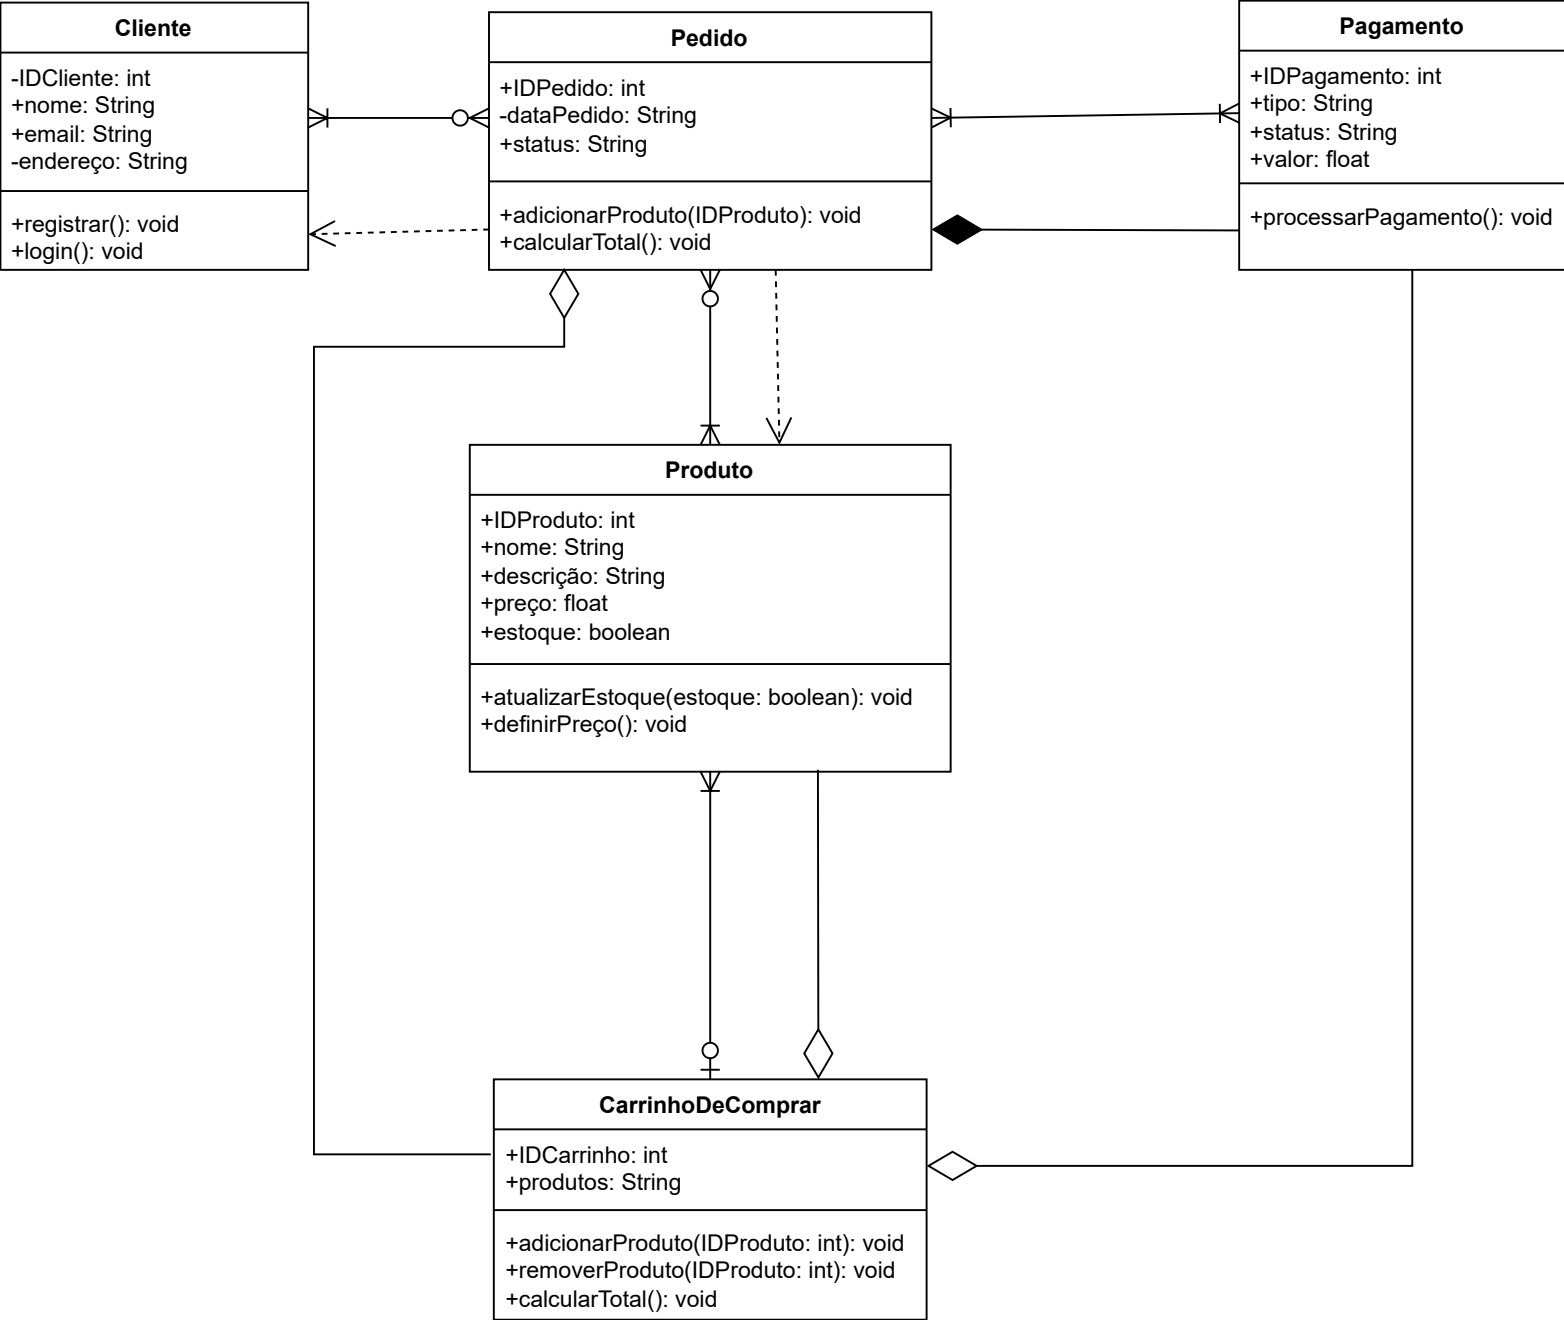 Cliente
-IDCliente: int
+nome: String
+email: String
-endereço: String
+registrar(): void
+login(): void
Pedido
+IDPedido: int
-dataPedido: String
+status: String
+adicionarProduto(IDProduto): void
+calcularTotal(): void
Pagamento
+IDPagamento: int
+tipo: String
+status: String
+valor: float
+processarPagamento(): void
Produto
+IDProduto: int
+nome: String
+descrição: String
+preço: float
+estoque: boolean
+atualizarEstoque(estoque: boolean): void
+definirPreço(): void
CarrinhoDeComprar
+IDCarrinho: int
+produtos: String
+adicionarProduto(IDProduto: int): void
+removerProduto(IDProduto: int): void
+calcularTotal(): void